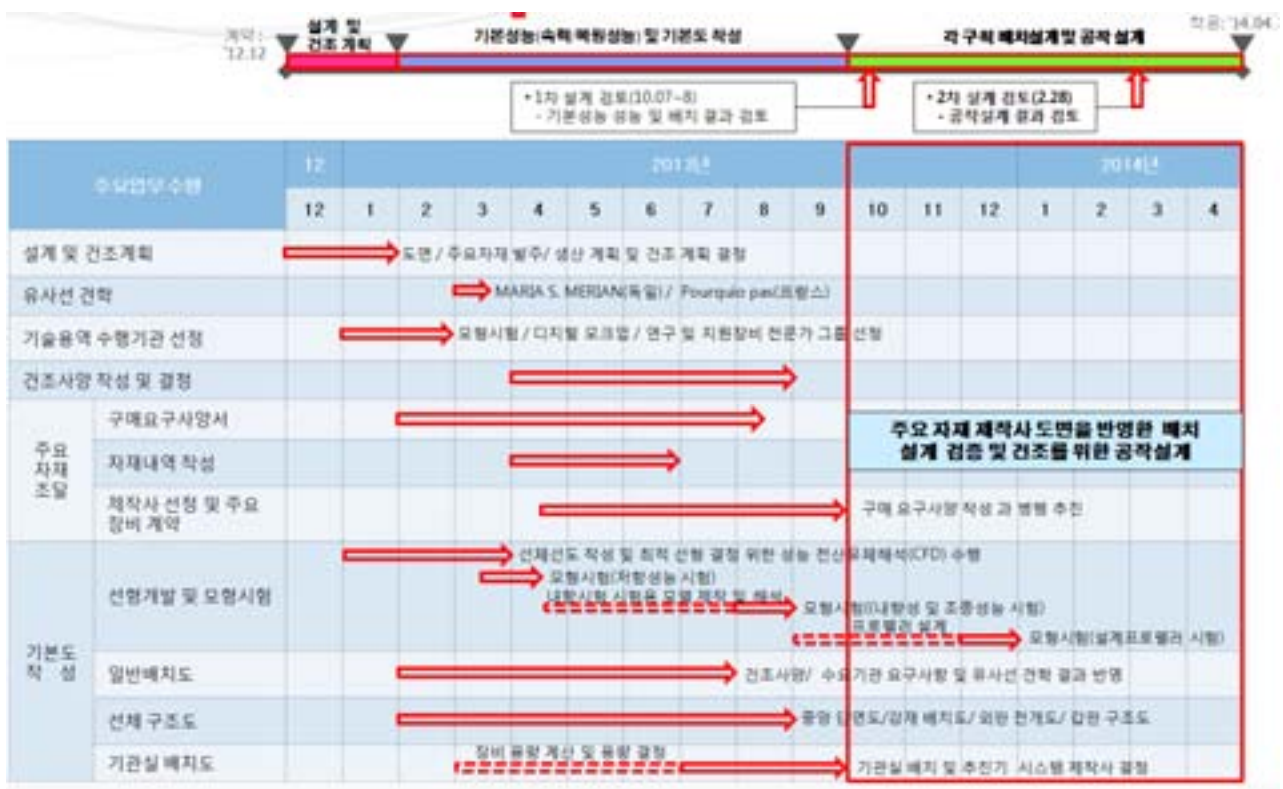 계약 :
'12.12
설계 및
건조 계획
기본성능(속력 복원성능) 및 기본도 작성
각 구획 배치설계 및 공작 설계
착공: '14.04.
• 1차 설계 검토(10.07~8)
- 기본성능 성능 및 배치 결과 검토
• 2차 설계 검토(2.28)
- 공작설계 결과 검토
주요업무수행
12
2013년
2014년
12 1 2 3 4 5 6 7 8 9 10 11 12 1 2 3 4
설계 및 건조계획
도면 / 주요자재 발주/ 생산 계획 및 건조 계획 결정
유사선 견학
MARIA S. MERIAN(독일) / Pourquio pas(프랑스)
기술용역 수행기관 선정
모형시험 / 디지털 모크업 / 연구 및 지원장비 전문가 그룹 선정
건조사양 작성 및 결정
주요
자재
조달
구매요구사양서
자재내역 작성
제작사 선정 및 주요
장비 계약
주요 자재 제작사 도면을 반영한 배치
설계 검증 및 건조를 위한 공작설계
구매 요구사양 작성 과 병행 추진
기본도
작 성
선형개발 및 모형시험
선체선도 작성 및 최적 선형 결정 위한 성능 전산유체해석(CFD) 수행
모형시험(저항성능 시험)
내항시험 시험용 모델 제작 및 해석
모형시험(내항성 및 조종성능 시험)
프로펠러 설계
모형시험(설계프로펠러 시험)
일반배치도
건조사양/ 수요기관 요구사항 및 유사선 견학 결과 반영
선체 구조도
중앙 단면도/강재 배치도/ 외판 전개도/ 갑판 구조도
기관실 배치도
장비 용량 계산 및 용량 결정
기관실 배치 및 추진기 시스템 제작사 결정